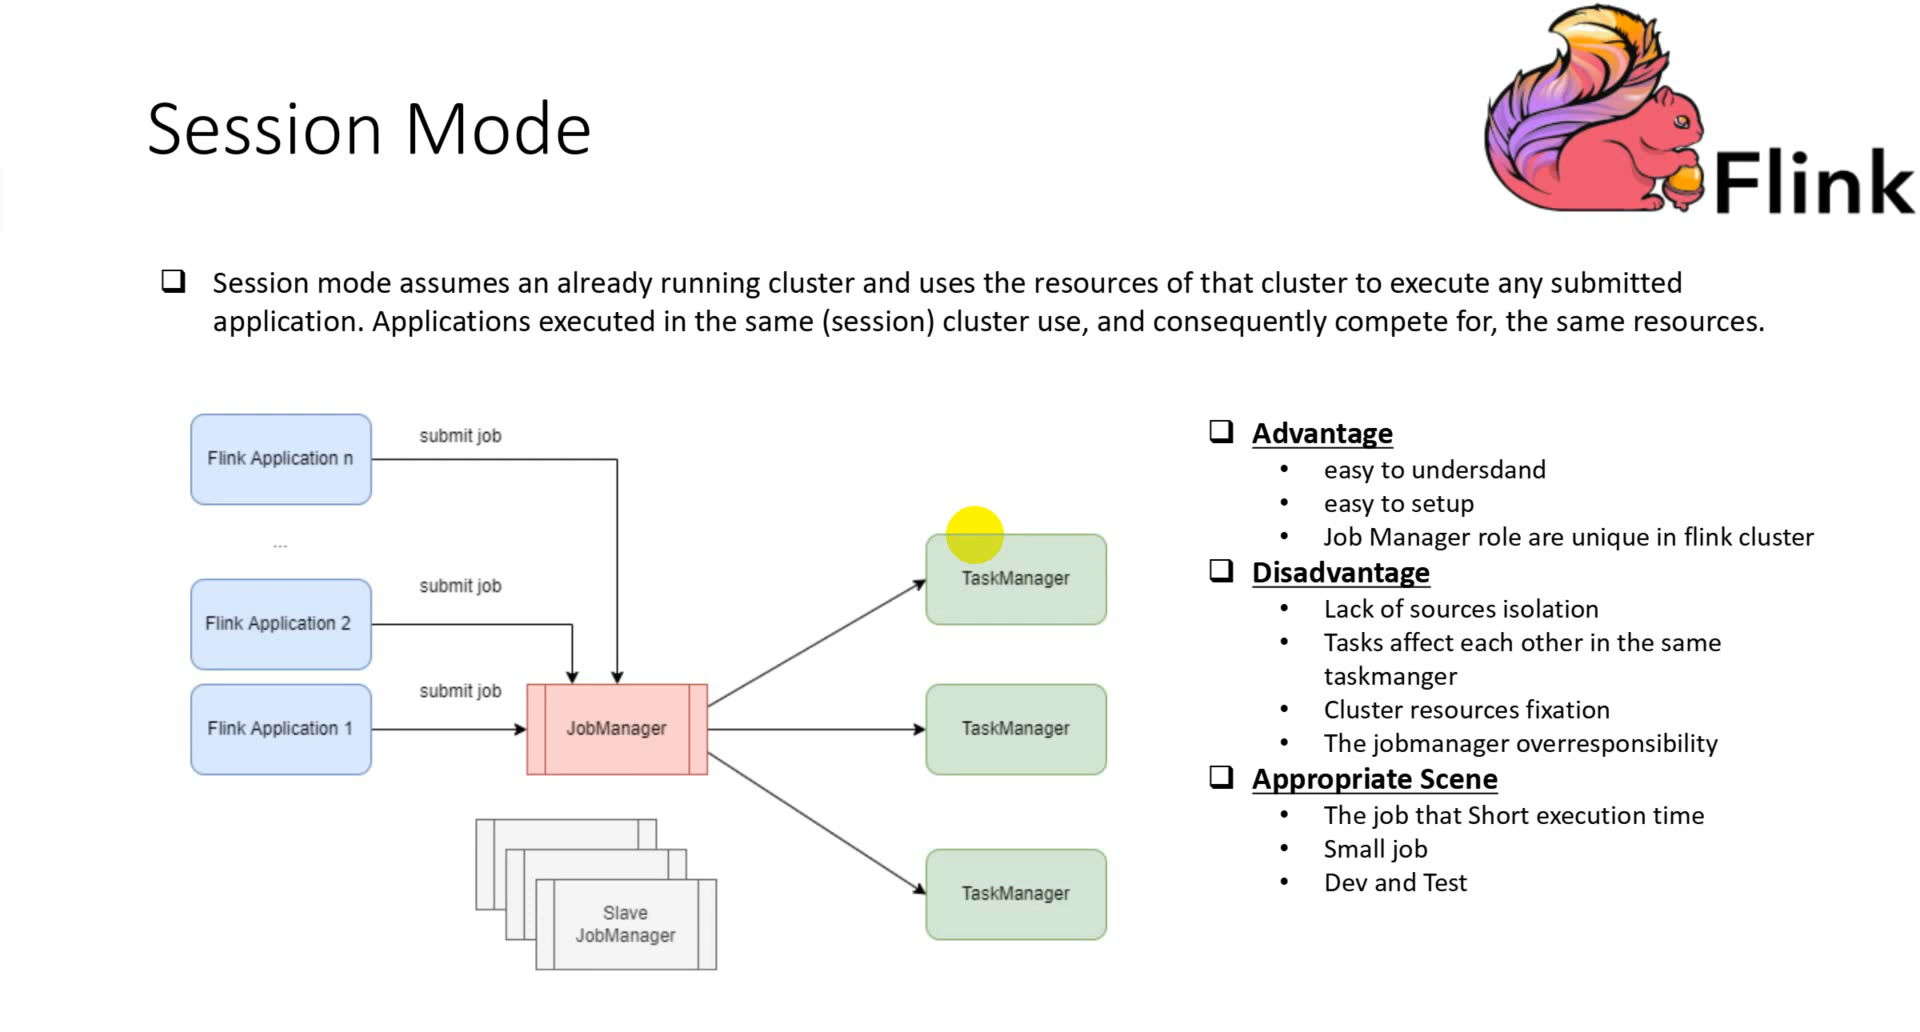 Session Mode
Flink
Session mode assumes an already running cluster and uses the resources of that cluster to execute any submitted
application. Applications executed in the same (session) cluster use, and consequently compete for, the same resources.
Flink Application n
submit job
...
Flink Application 2
submit job
Flink Application 1
submit job
JobManager
Slave
JobManager
TaskManager
TaskManager
TaskManager
Advantage
• easy to undersdand
• easy to setup
• Job Manager role are unique in flink cluster
Disadvantage
• Lack of sources isolation
• Tasks affect each other in the same
taskmanger
• Cluster resources fixation
• The jobmanager overresponsibility
Appropriate Scene
• The job that Short execution time
• Small job
• Dev and Test